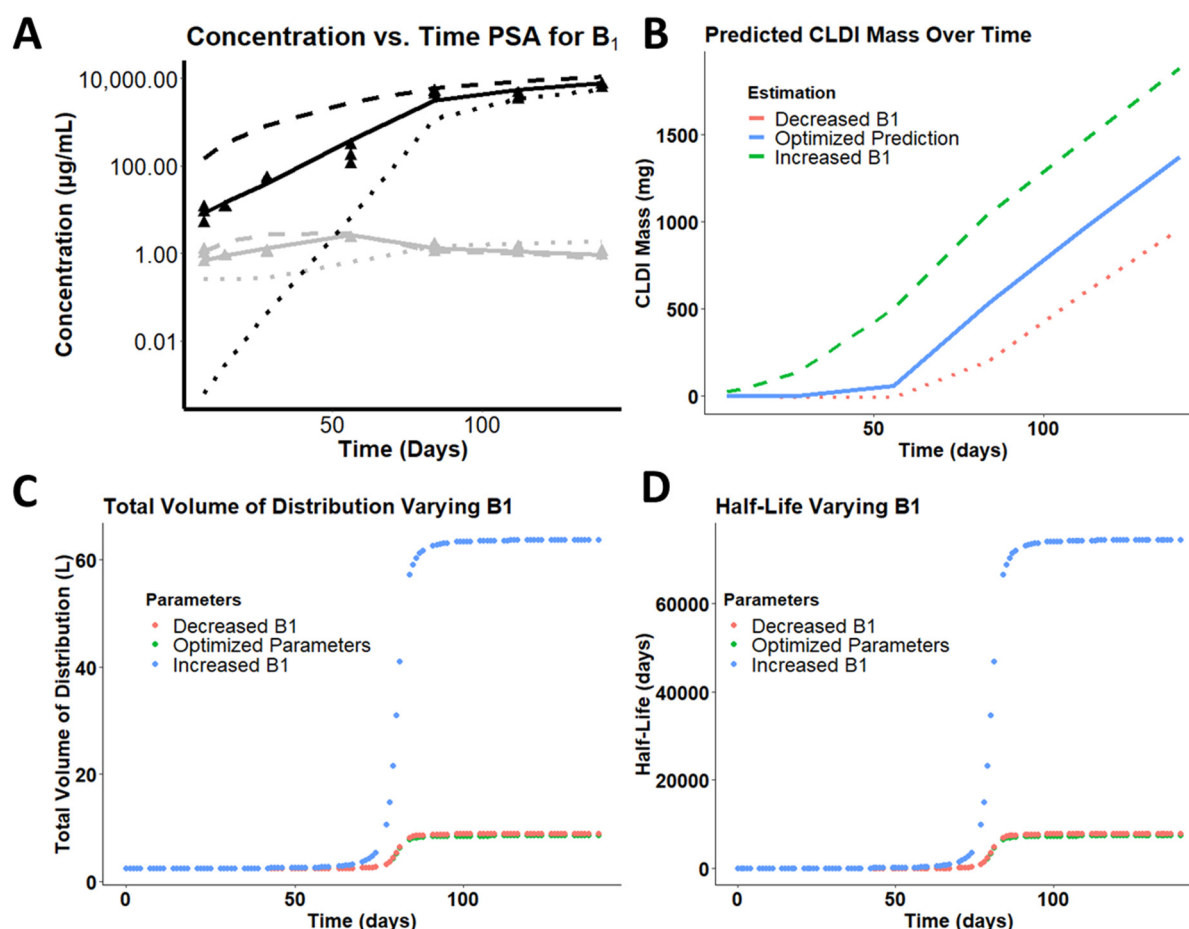 A
Concentration vs. Time PSA for B₁
Concentration (µg/mL)
10,000.00
100.00
1.00
0.01
50
100
Time (Days)
B
Predicted CLDI Mass Over Time
CLDI Mass (mg)
1500
1000
500
0
Estimation
Decreased B1
Optimized Prediction
Increased B1
50
100
Time (days)
C
Total Volume of Distribution Varying B1
Total Volume of Distribution (L)
60
40
20
0
Parameters
Decreased B1
Optimized Parameters
Increased B1
0
50
100
Time (days)
D
Half-Life Varying B1
Half-Life (days)
60000
40000
20000
0
Parameters
Decreased B1
Optimized Parameters
Increased B1
0
50
100
Time (days)